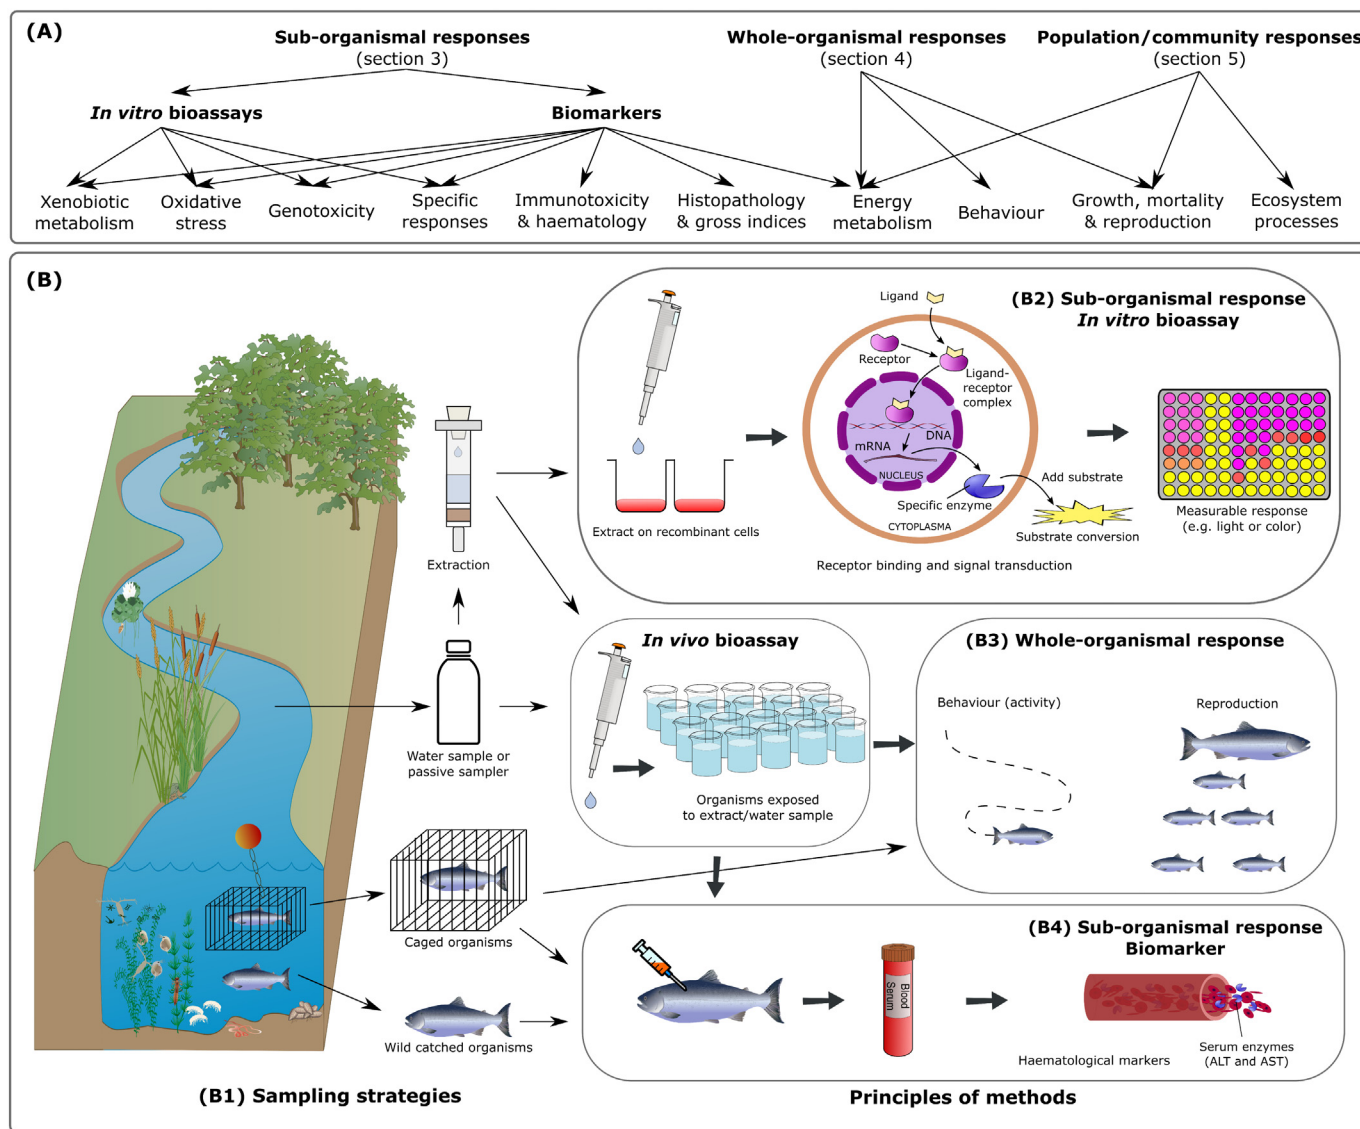 (A)
Sub-organismal responses
(section 3)
Whole-organismal responses
(section 4)
Population/community responses
(section 5)
In vitro bioassays
Biomarkers
Xenobiotic
metabolism
Oxidative
stress
Genotoxicity
Specific
responses
Immunotoxicity
& haematology
Histopathology
& gross indices
Energy
metabolism
Behaviour
Growth, mortality
& reproduction
Ecosystem
processes
(B)
(B2) Sub-organismal response
In vitro bioassay
Ligand
Receptor
Ligand-
receptor
complex
DNA
mRNA
NUCLEUS
Specific enzyme
CYTOPLASMA
Add substrate
Substrate conversion
Measurable response
(e.g. light or color)
Extract on recombinant cells
Receptor binding and signal transduction
Extraction
Water sample or
passive sampler
In vivo bioassay
Organisms exposed
to extract/water sample
(B3) Whole-organismal response
Behaviour (activity)
Reproduction
Caged organisms
Wild catched organisms
(B4) Sub-organismal response
Biomarker
Blood
Serum
Haematological markers
Serum enzymes
(ALT and AST)
(B1) Sampling strategies
Principles of methods